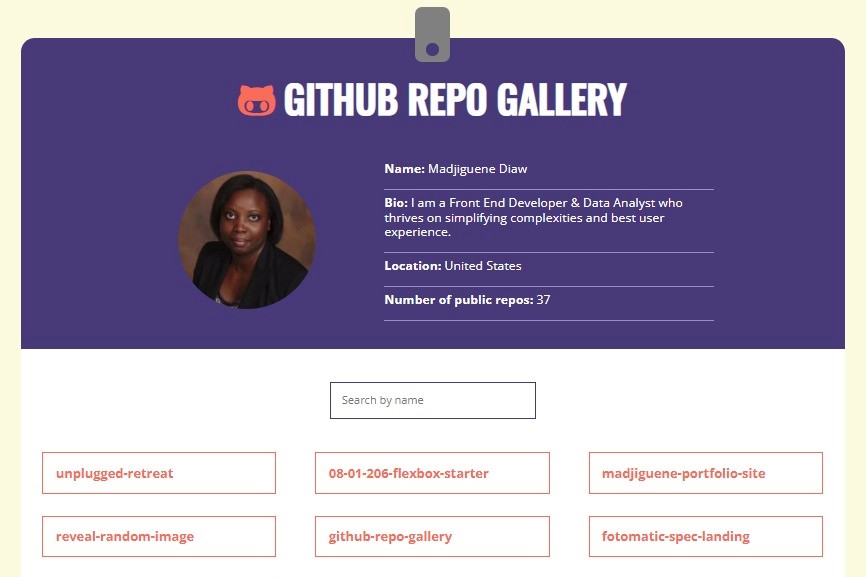 GITHUB REPO GALLERY
Name: Madjiguene Diaw
Bio: I am a Front End Developer & Data Analyst who
thrives on simplifying complexities and best user
experience.
Location: United States
Number of public repos: 37
Search by name
unplugged-retreat
08-01-206-flexbox-starter
madjiguene-portfolio-site
reveal-random-image
github-repo-gallery
fotomatic-spec-landing